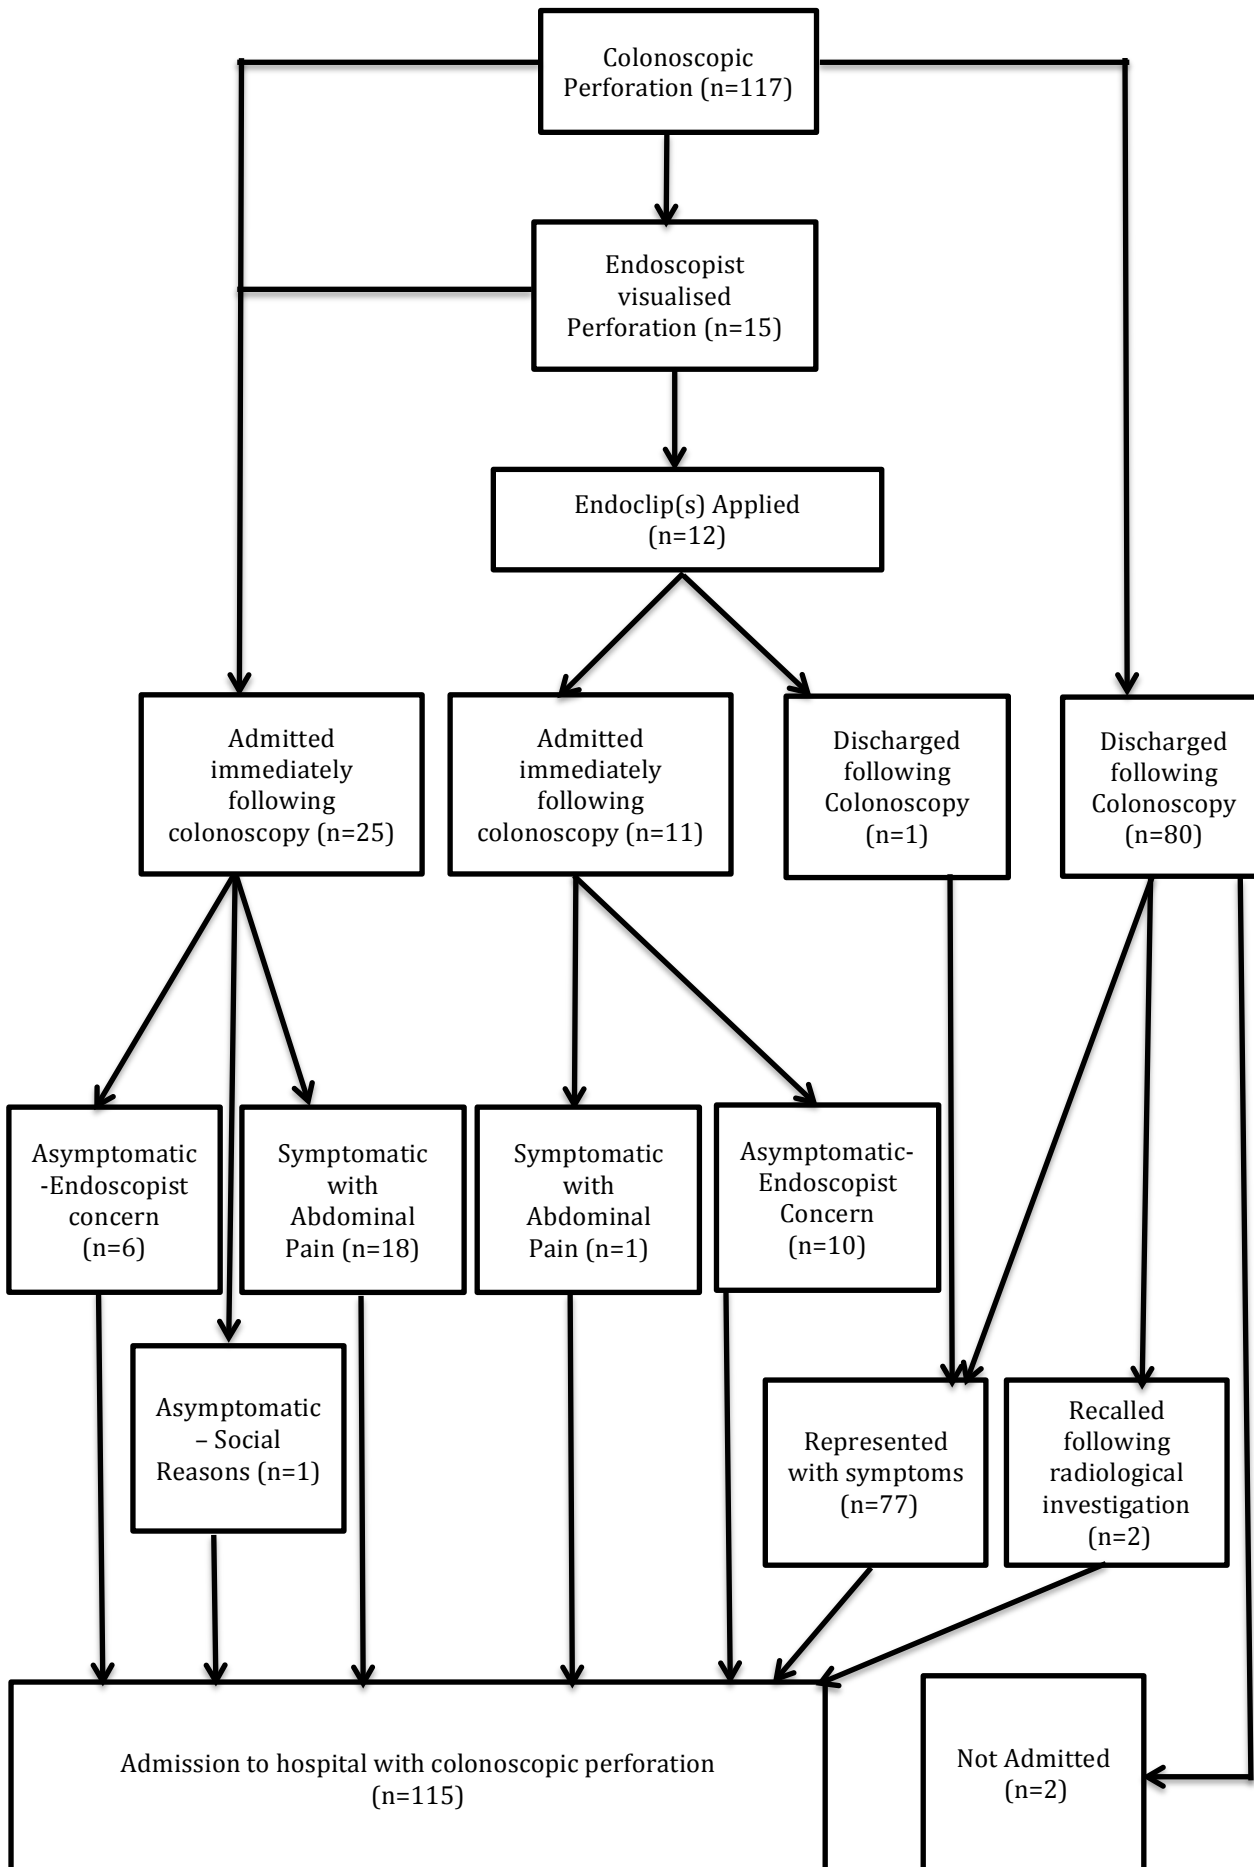 Colonoscopic
Perforation (n=117)
Endoscopist
visualised
Perforation (n=15)
Endoclip(s) Applied
(n=12)
Admitted
immediately
following
colonoscopy (n=25)
Admitted
immediately
following
colonoscopy (n=11)
Discharged
following
Colonoscopy
(n=1)
Discharged
following
Colonoscopy
(n=80)
Asymptomatic
-Endoscopist
concern
(n=6)
Symptomatic
with
Abdominal
Pain (n=18)
Symptomatic
with
Abdominal
Pain (n=1)
Asymptomatic-
Endoscopist
Concern
(n=10)
Asymptomatic
– Social
Reasons (n=1)
Represented
with symptoms
(n=77)
Recalled
following
radiological
investigation
(n=2)
Admission to hospital with colonoscopic perforation
(n=115)
Not Admitted
(n=2)